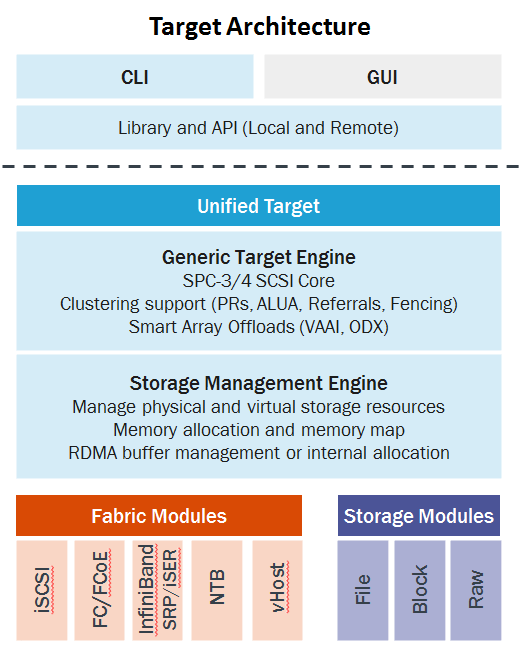 Target Architecture
CLI
GUI
Library and API (Local and Remote)
Unified Target
Generic Target Engine
SPC-3/4 SCSI Core
Clustering support (PRs, ALUA, Referrals, Fencing)
Smart Array Offloads (VAAI, ODX)
Storage Management Engine
Manage physical and virtual storage resources
Memory allocation and memory map
RDMA buffer management or internal allocation
Fabric Modules
iSCSI
FC/FCoE
InfiniBand
SRP/iSER
NTB
vHost
Storage Modules
File
Block
Raw